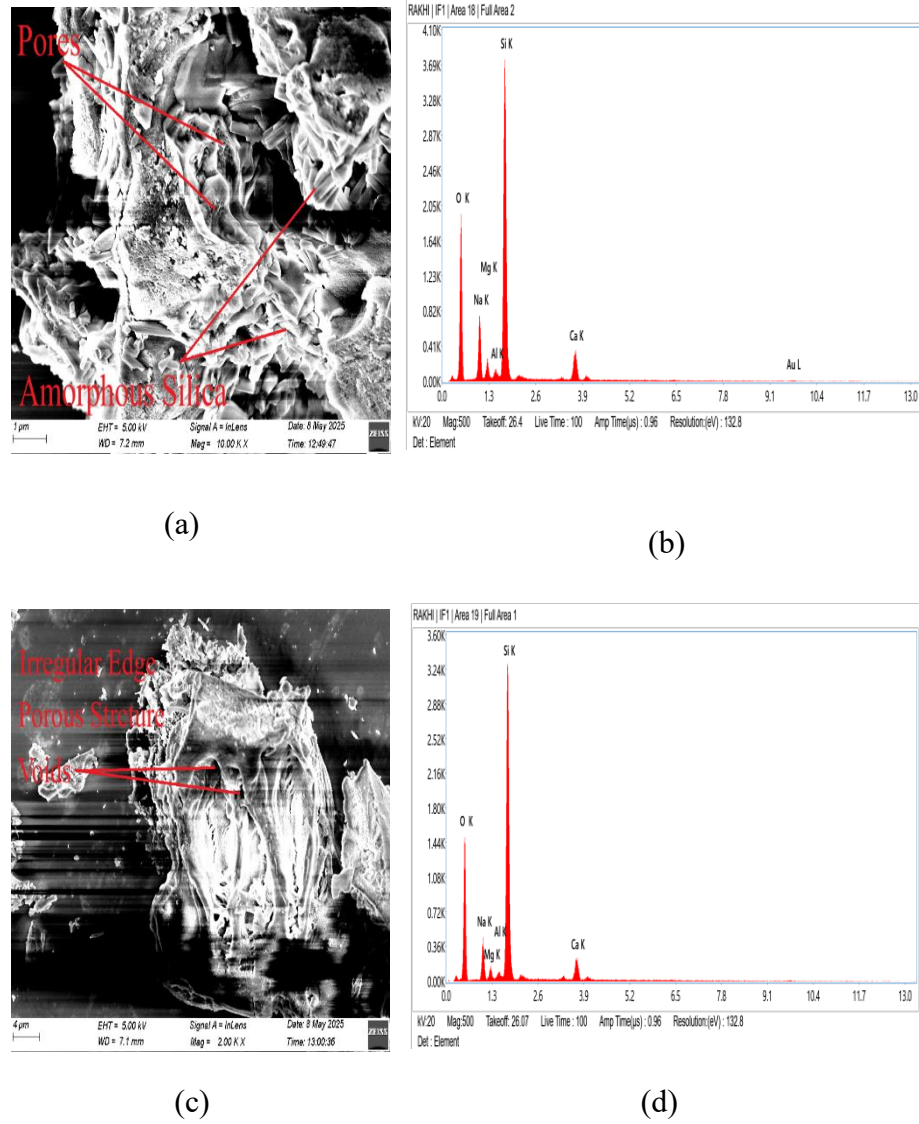 Pores
Amorphous Silica
1 μm
EHT = 5.00 kV
Signal A = InLens
Date: 8 May 2025
WD = 7.2 mm
Mag = 10.00 K X
Time: 12:49:47
ZEISS
(a)
RAKHI | IF1 | Area 18 | Full Area 2
4.10K
3.69K
3.28K
2.87K
2.46K
2.05K
1.64K
1.23K
0.82K
0.41K
0.00K
O K
Na K
Mg K
Al K
Si K
Ca K
Au L
0.0 1.3 2.6 3.9 5.2 6.5 7.8 9.1 10.4 11.7 13.0
kV:20 Mag:500 Takeoff: 26.4 Live Time : 100 Amp Time(μs) : 0.96 Resolution:(eV) : 132.8
Det : Element
(b)
Irregular Edge
Porous Streture
Voids
4 μm
EHT = 5.00 kV
Signal A = InLens
Date: 8 May 2025
WD = 7.1 mm
Mag = 2.00 K X
Time: 13:00:36
ZEISS
(c)
RAKHI | IF1 | Area 19 | Full Area 1
3.60K
3.24K
2.88K
2.52K
2.16K
1.80K
1.44K
1.08K
0.72K
0.36K
0.00K
O K
Na K
Mg K
Al K
Si K
Ca K
0.0 1.3 2.6 3.9 5.2 6.5 7.8 9.1 10.4 11.7 13.0
kV:20 Mag:500 Takeoff: 26.07 Live Time : 100 Amp Time(μs) : 0.96 Resolution:(eV) : 132.8
Det : Element
(d)